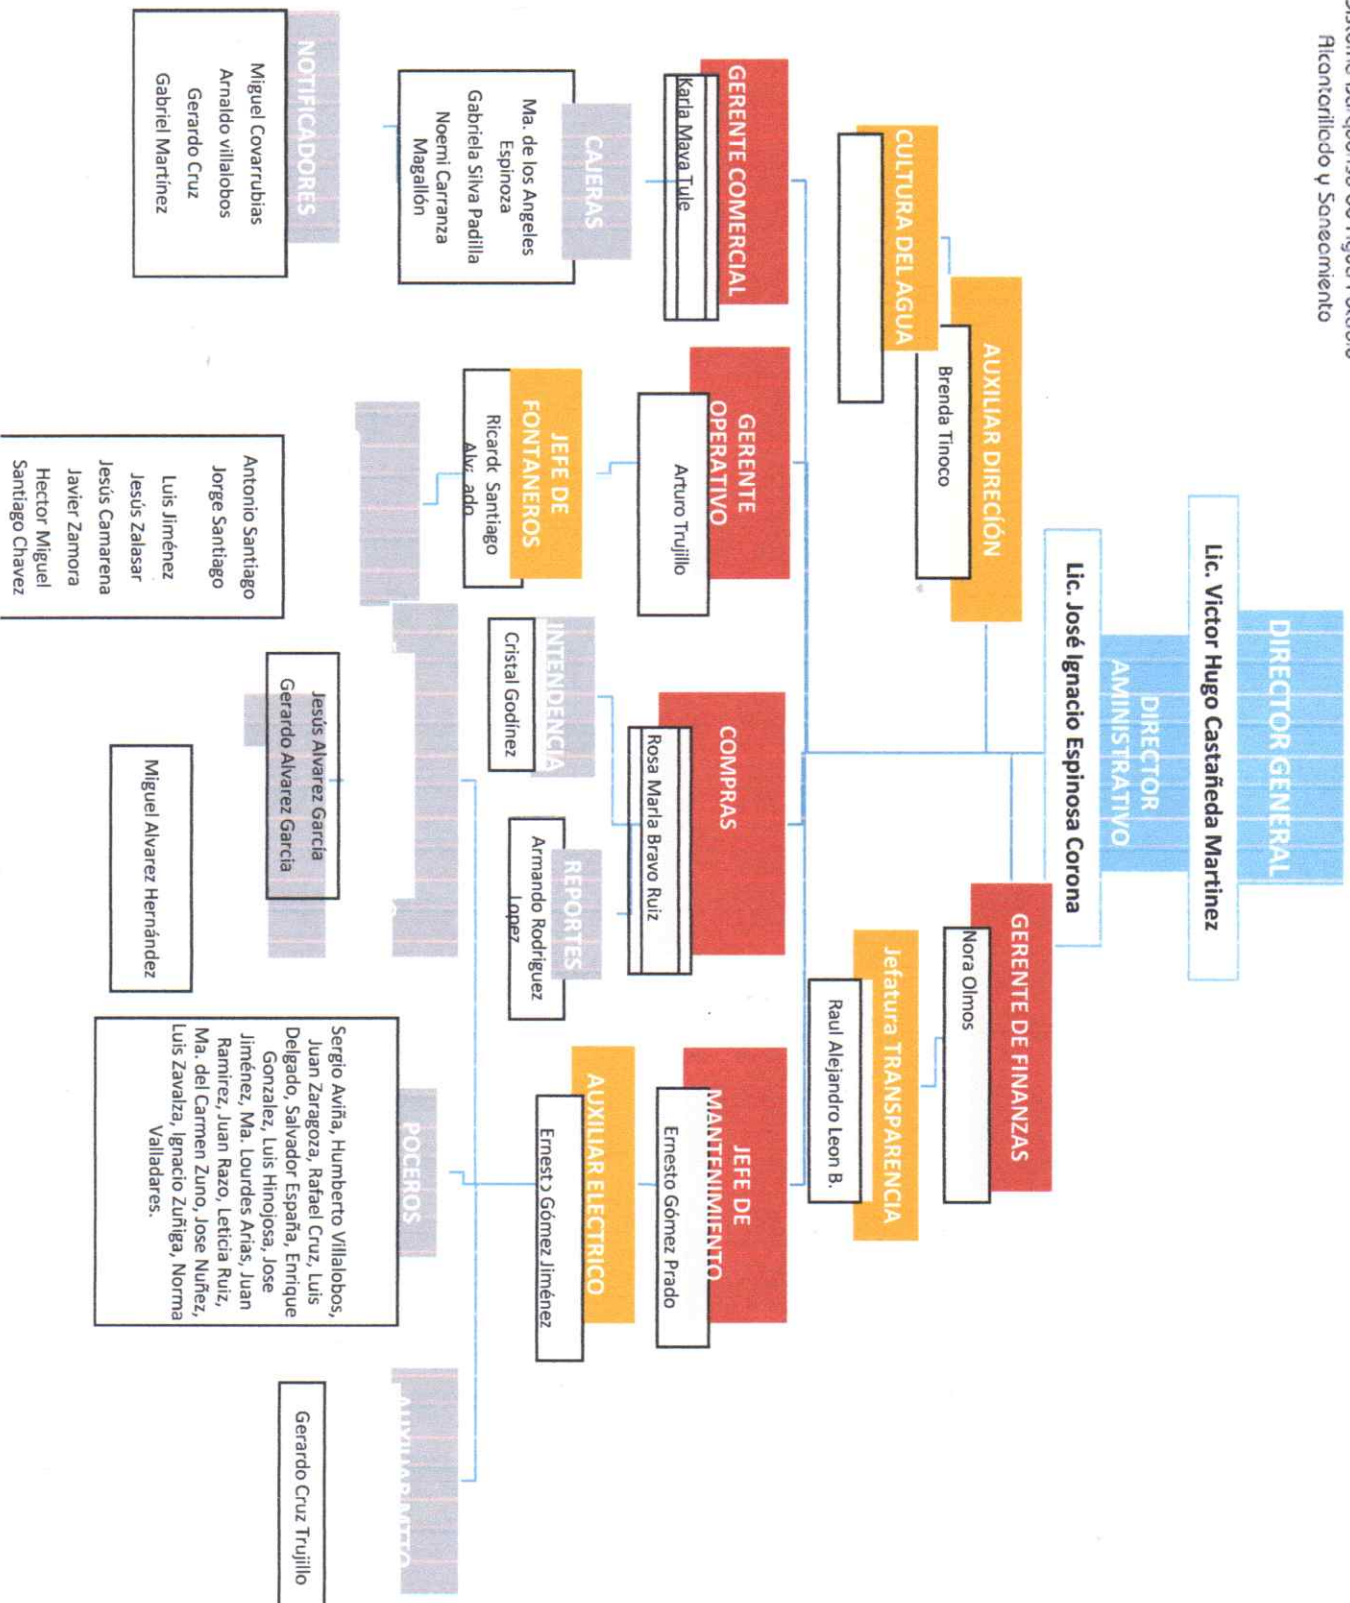 Alcantarillado y Saneamiento
DIRECTOR GENERAL
Lic. Victor Hugo Castañeda Martinez
DIRECTOR
AMINISTRATIVO
Lic. José Ignacio Espinosa Corona
AUXILIAR DIRECÍÓN
Brenda Tinoco
CULTURA DEL AGUA
GERENTE DE FINANZAS
Nora Olmos
Jefatura TRANSPARENCIA
Raul Alejandro Leon B.
GERENTE COMERCIAL
Karla Maya Tule
CAJERAS
Ma. de los Angeles
Espinoza
Gabriela Silva Padilla
Noemi Carranza
Magallón
NOTIFICADORES
Miguel Covarrubias
Arnaldo villalobos
Gerardo Cruz
Gabriel Martínez
GERENTE
OPERATIVO
Arturo Trujillo
JEFE DE
FONTANEROS
Santiago
Antonio Santiago
Jorge Santiago
Luis Jiménez
Jesús Zalasar
Jesús Camarena
Javier Zamora
Hector Miguel
Santiago Chavez
COMPRAS
Rosa Marla Bravo Ruiz
INTENDENCIA
Cristal Godínez
REPORTES
Armando Rodriguez
Lopez
Jesús Alvarez García
Gerardo Alvarez Garcia
Miguel Alvarez Hernández
JEFE DE
MANTENIMIENTO
Ernesto Gómez Prado
AUXILIAR ELECTRICO
Ernesto Gómez Jiménez
POCEROS
Sergio Aviña, Humberto Villalobos,
Juan Zaragoza, Rafael Cruz, Luis
Delgado, Salvador España, Enrique
Gonzalez, Luis Hinojosa, Jose
Jiménez, Ma. Lourdes Arias, Juan
Ramirez, Juan Razo, Leticia Ruiz,
Ma. del Carmen Zuno, Jose Nuñez,
Luis Zavalza, Ignacio Zuñiga, Norma
Valladares.
AUXILIAR MTTO
Gerardo Cruz Trujillo